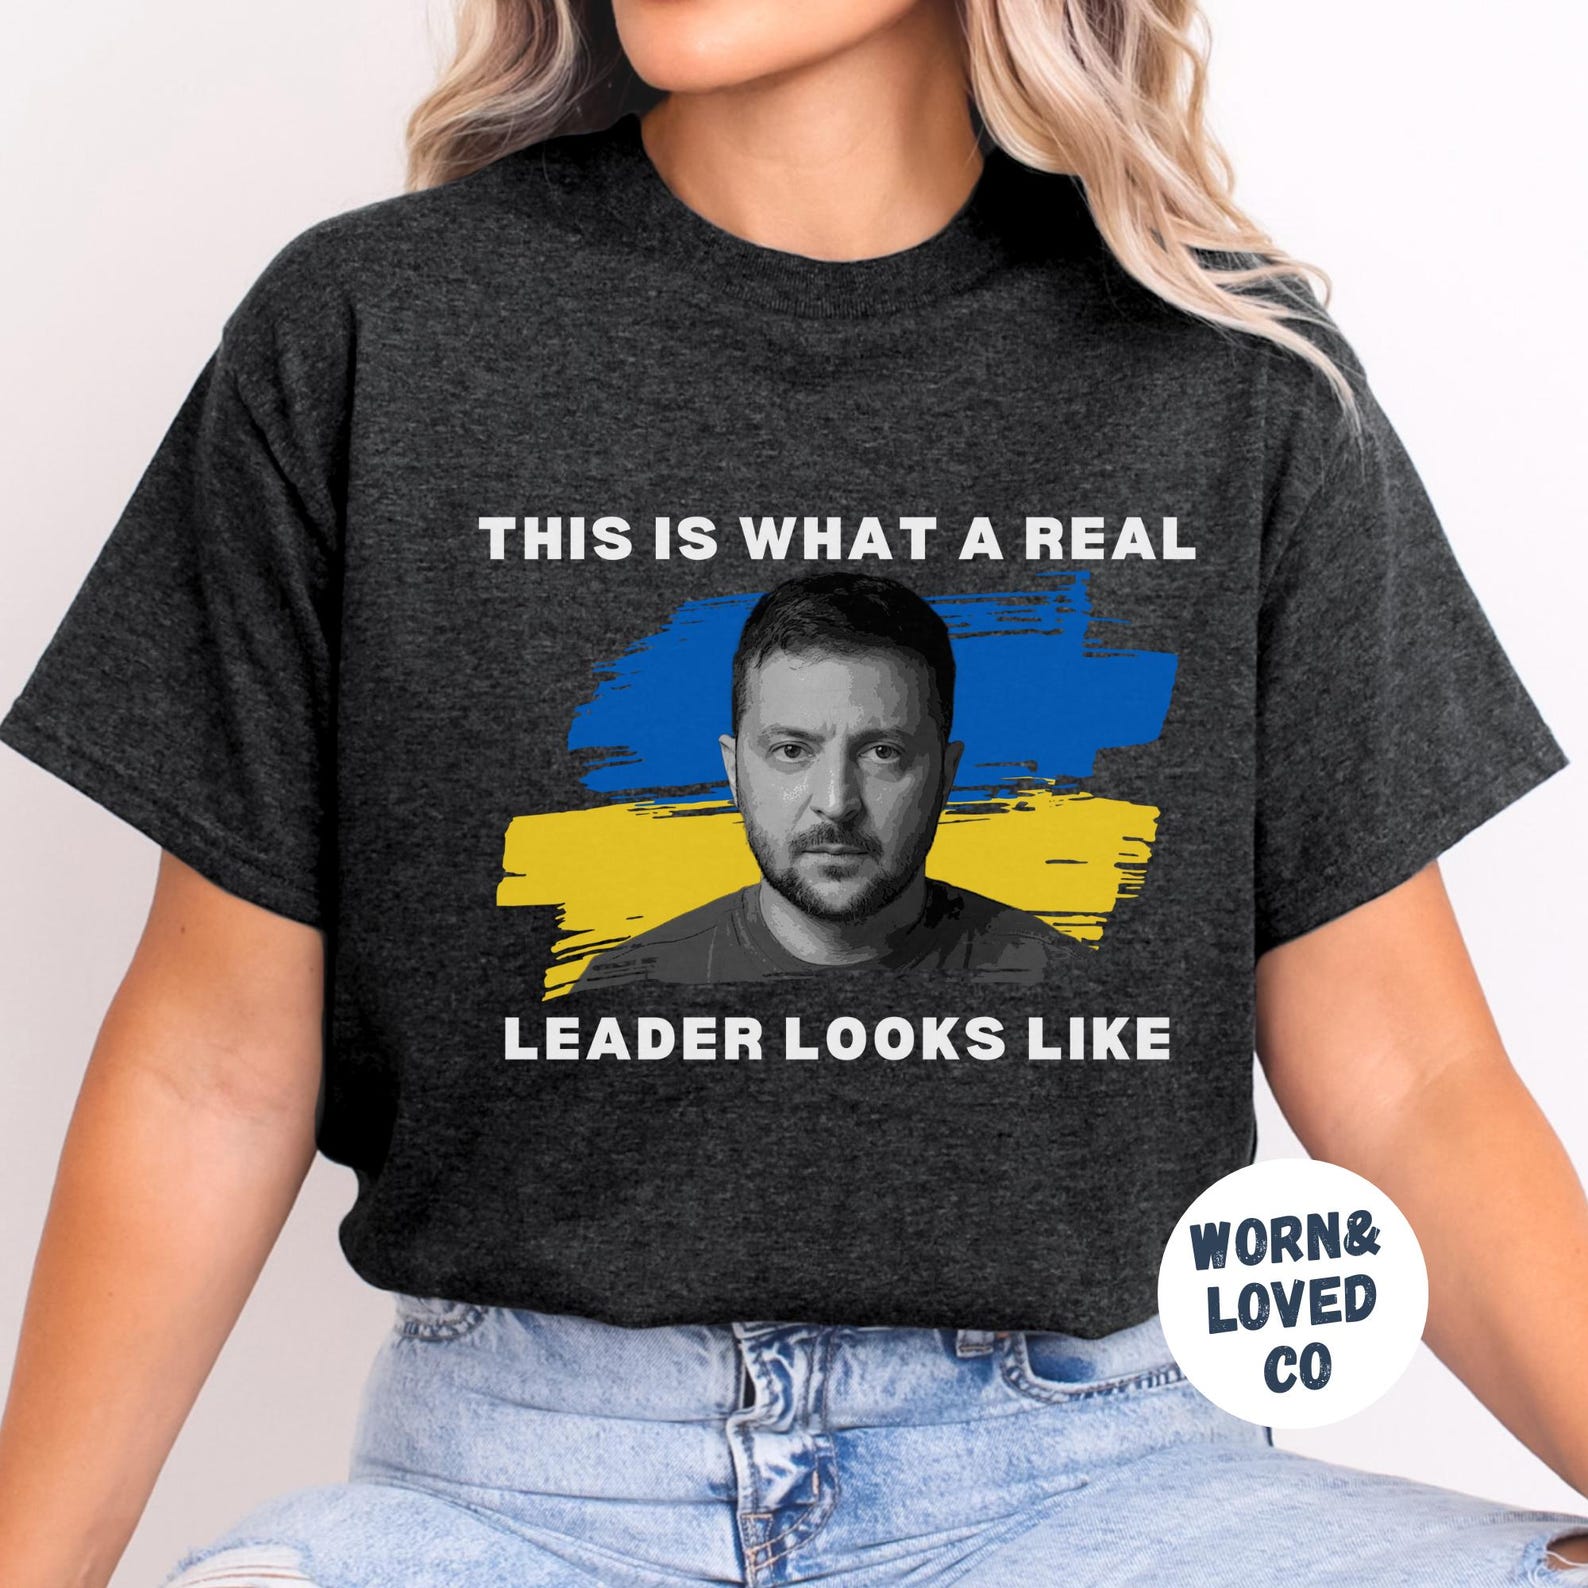 THIS IS WHAT A REAL
LEADER LOOKS LIKE
WORN&
LOVED
CO